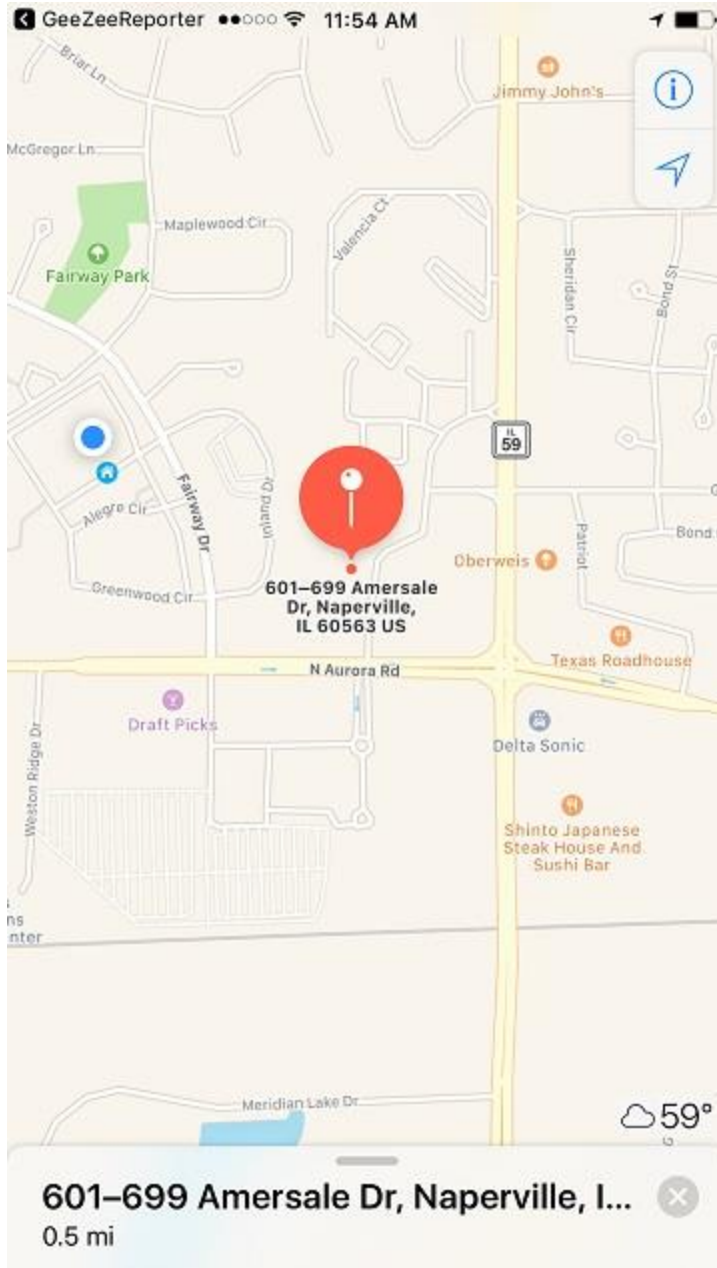 GeeZeeReporter 11:54 AM
Briar Ln
Jimmy John's
McGregor Ln
Maplewood Cir
Valencia Ct
Fairway Park
Sheridan Cir
Bond St
IL
59
Fairway Dr
Inland Dr
Alegre Cir
Patriot
Bond
Oberweis
Greenwood Cir
601–699 Amersale
Dr, Naperville,
IL 60563 US
Texas Roadhouse
N Aurora Rd
Draft Picks
Weston Ridge Dr
Delta Sonic
Shinto Japanese
Steak House And
Sushi Bar
ns
nter
Meridian Lake Dr
59°
601–699 Amersale Dr, Naperville, I...
0.5 mi